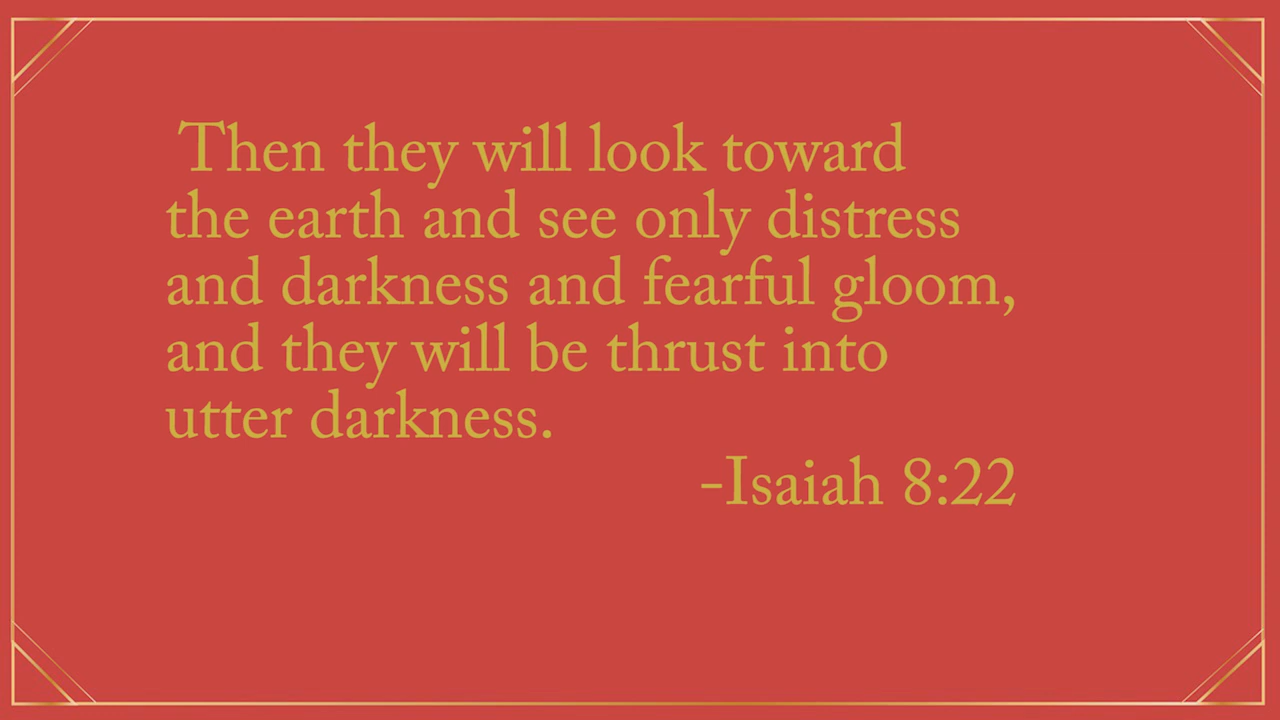 Then they will look toward
the earth and see only distress
and darkness and fearful gloom,
and they will be thrust into
utter darkness.
-Isaiah 8:22